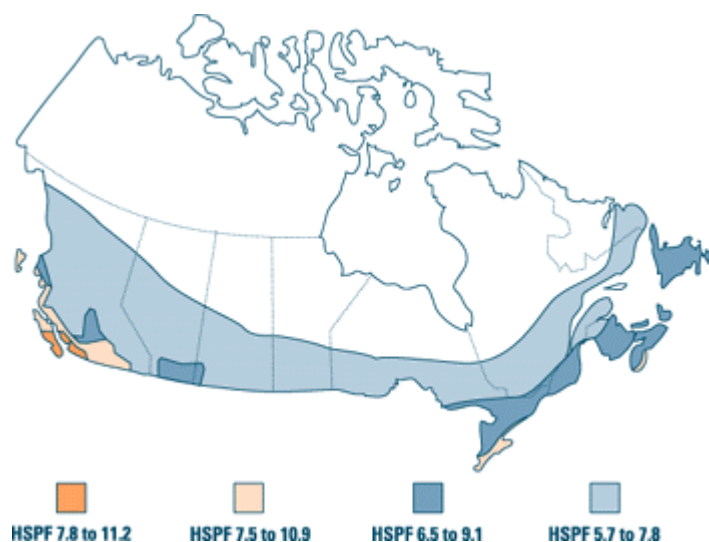 HSPF 7.8 to 11.2
HSPF 7.5 to 10.9
HSPF 6.5 to 9.1
HSPF 5.7 to 7.8